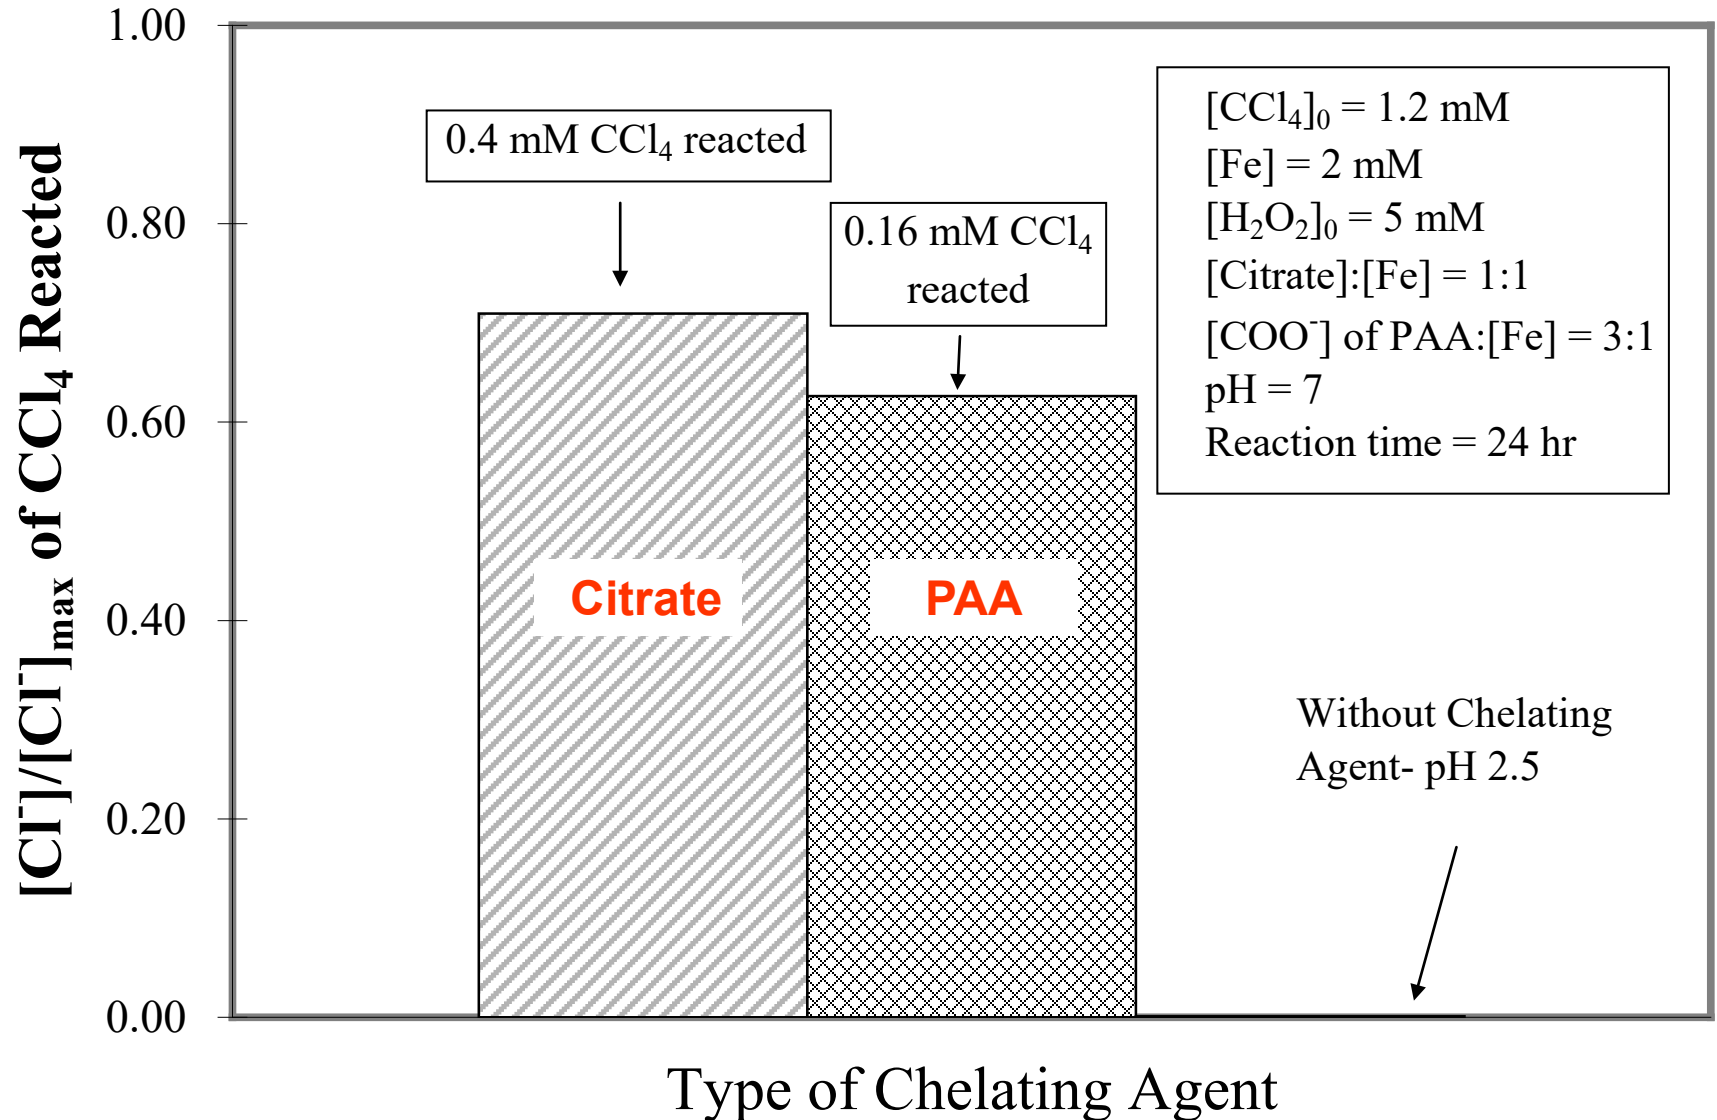 [Cl⁻]/[Cl⁻]max of CCl₄ Reacted
1.00
0.80
0.60
0.40
0.20
0.00
0.4 mM CCl₄ reacted
0.16 mM CCl₄
reacted
[CCl₄]₀ = 1.2 mM
[Fe] = 2 mM
[H₂O₂]₀ = 5 mM
[Citrate]:[Fe] = 1:1
[COO⁻] of PAA:[Fe] = 3:1
pH = 7
Reaction time = 24 hr
Citrate
PAA
Without Chelating
Agent- pH 2.5
Type of Chelating Agent